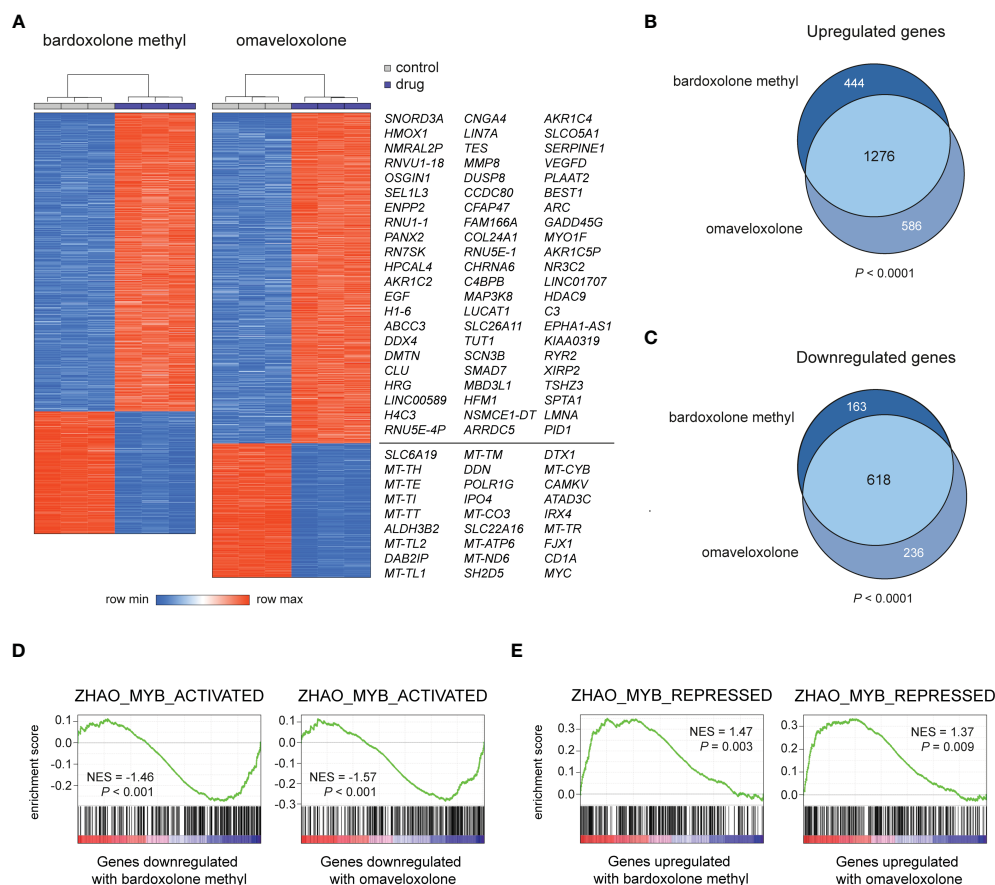 A
bardoxolone methyl
omaveloxolone
control
drug
SNORD3A CNGA4 AKR1C4
HMOX1 LIN7A SLCO5A1
NMRAL2P TES SERPINE1
RNVU1-18 MMP8 VEGFD
OSGIN1 DUSP8 PLAAT2
SEL1L3 CCDC80 BEST1
ENPP2 CFAP47 ARC
RNU1-1 FAM166A GADD45G
PANX2 COL24A1 MYO1F
RN7SK RNU5E-1 AKR1C5P
HPCAL4 CHRNA6 NR3C2
AKR1C2 C4BPB LINC01707
EGF MAP3K8 HDAC9
H1-6 LUCAT1 C3
ABCC3 SLC26A11 EPHA1-AS1
DDX4 TUT1 KIAA0319
DMTN SCN3B RYR2
CLU SMAD7 XIRP2
HRG MBD3L1 TSHZ3
LINC00589 HFM1 SPTA1
H4C3 NSMCE1-DT LMNA
RNU5E-4P ARRDC5 PID1
SLC6A19 MT-TM DTX1
MT-TH DDN MT-CYB
MT-TE POLR1G CAMKV
MT-TI IPO4 ATAD3C
MT-TT MT-CO3 IRX4
ALDH3B2 SLC22A16 MT-TR
MT-TL2 MT-ATP6 FJX1
DAB2IP MT-ND6 CD1A
MT-TL1 SH2D5 MYC
row min
row max
B
Upregulated genes
bardoxolone methyl
444
1276
omaveloxolone
586
P < 0.0001
C
Downregulated genes
bardoxolone methyl
163
618
omaveloxolone
236
P < 0.0001
D
ZHAO_MYB_ACTIVATED
enrichment score
0.1
0.0
-0.1
-0.2
NES = -1.46
P < 0.001
Genes downregulated
with bardoxolone methyl
ZHAO_MYB_ACTIVATED
0.1
0.0
-0.1
-0.2
-0.3
NES = -1.57
P < 0.001
Genes downregulated
with omaveloxolone
E
ZHAO_MYB_REPRESSED
enrichment score
0.3
0.2
0.1
0.0
NES = 1.47
P = 0.003
Genes upregulated
with bardoxolone methyl
ZHAO_MYB_REPRESSED
0.3
0.2
0.1
0.0
NES = 1.37
P = 0.009
Genes upregulated
with omaveloxolone